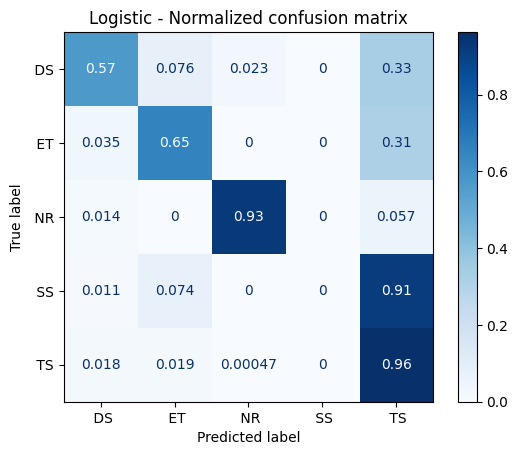 Logistic - Normalized confusion matrix
DS 0.57 0.076 0.023 0 0.33
ET 0.035 0.65 0 0 0.31
NR 0.014 0 0.93 0 0.057
SS 0.011 0.074 0 0 0.91
TS 0.018 0.019 0.00047 0 0.96
DS ET NR SS TS
Predicted label
True label
0.8
0.6
0.4
0.2
0.0